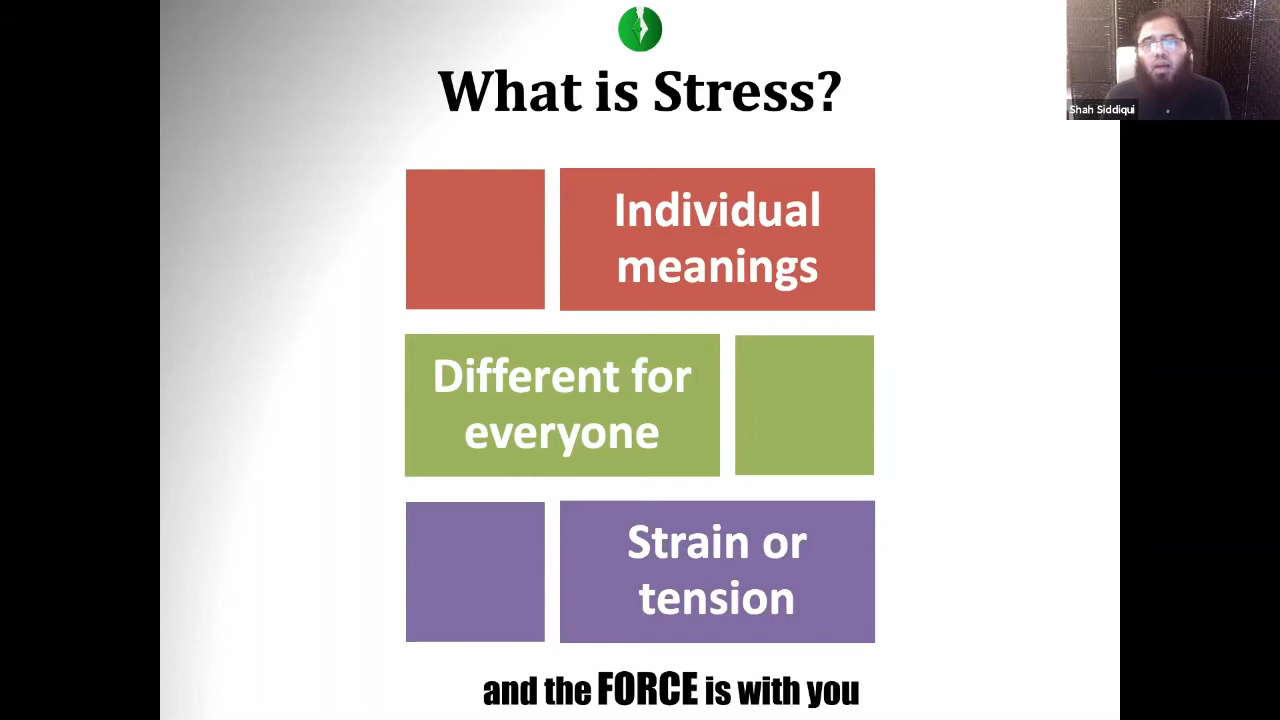 What is Stress?
Shah Siddiqui
Individual
meanings
Different for
everyone
Strain or
tension
and the FORCE is with you